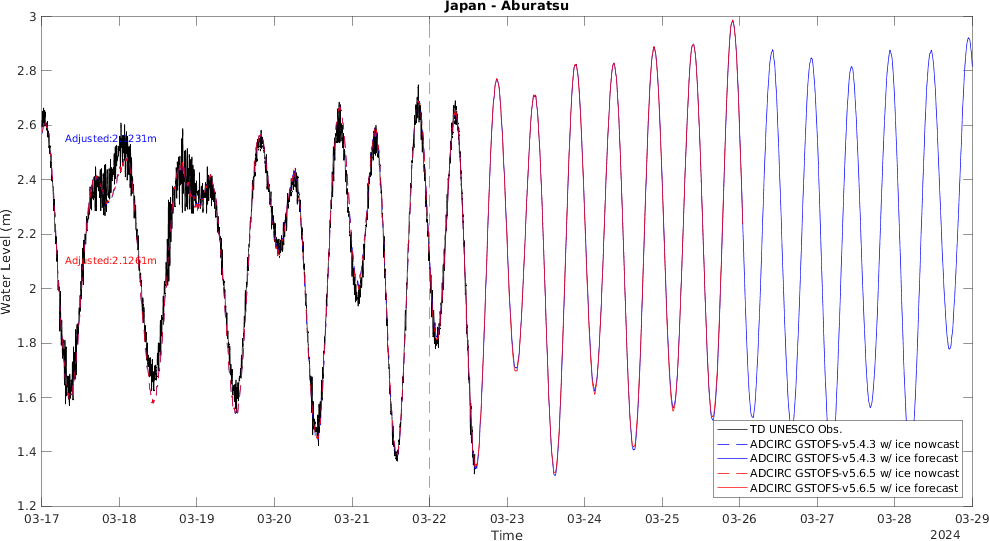 Japan - Aburatsu
3
2.8
2.6
2.4
2.2
2
1.8
1.6
1.4
1.2
Water Level (m)
Adjusted:2.1261m
TD UNESCO Obs.
ADCIRC GSTOFS-v5.4.3 w/ ice nowcast
ADCIRC GSTOFS-v5.4.3 w/ ice forecast
ADCIRC GSTOFS-v5.6.5 w/ ice nowcast
ADCIRC GSTOFS-v5.6.5 w/ ice forecast
03-17 03-18 03-19 03-20 03-21 03-22 03-23 03-24 03-25 03-26 03-27 03-28 03-29
Time
2024